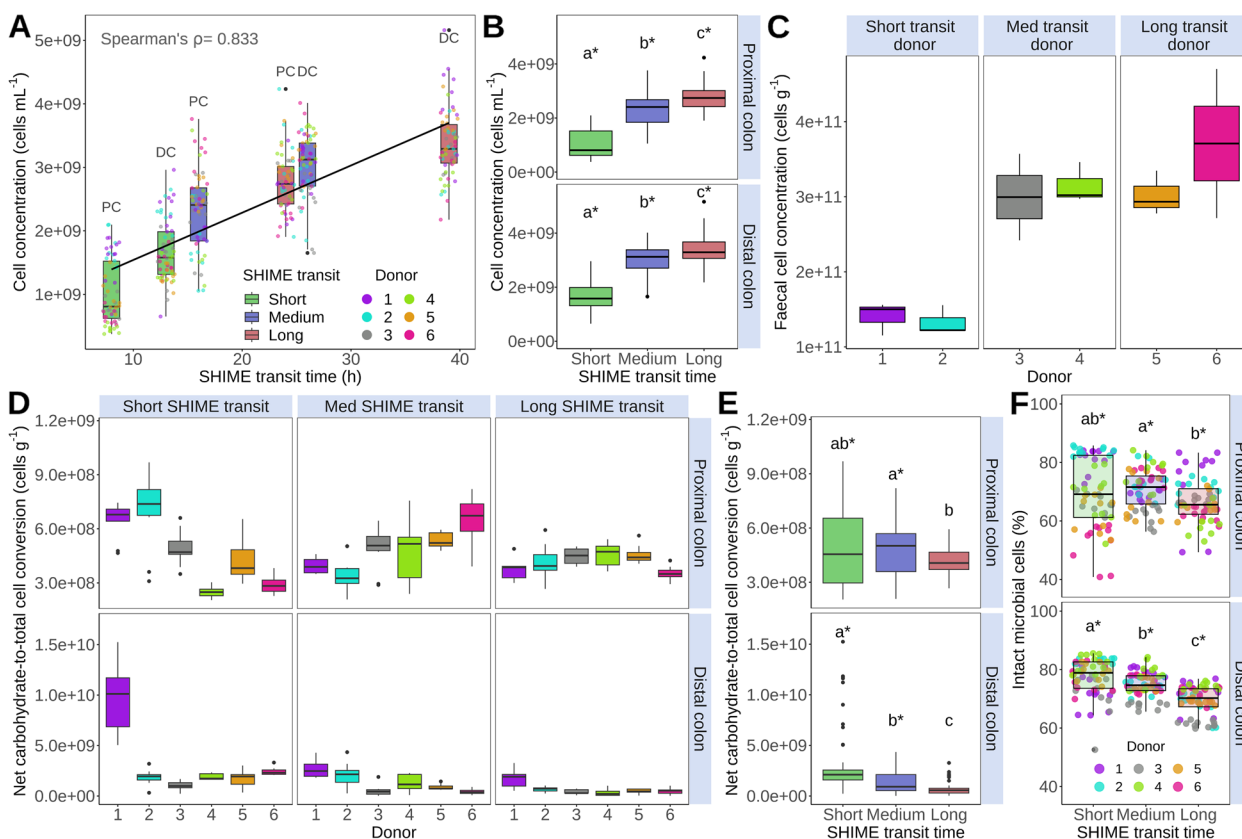 A
Spearman's ρ= 0.833
Cell concentration (cells mL⁻¹)
5e+09
4e+09
3e+09
2e+09
1e+09
PC
DC
PC
PC
DC
DC
SHIME transit
Short
Medium
Long
Donor
1
2
3
4
5
6
10
20
30
40
SHIME transit time (h)
B
Cell concentration (cells mL⁻¹)
4e+09
2e+09
0e+00
a*
b*
c*
Proximal colon
4e+09
2e+09
0e+00
a*
b*
c*
Distal colon
Short
Medium
Long
SHIME transit time
C
Short transit donor
Med transit donor
Long transit donor
Faecal cell concentration (cells g⁻¹)
4e+11
3e+11
2e+11
1e+11
1
2
3
4
5
6
Donor
D
Short SHIME transit
Med SHIME transit
Long SHIME transit
Net carbohydrate-to-total cell conversion (cells g⁻¹)
1.2e+09
9.0e+08
6.0e+08
3.0e+08
Proximal colon
1.5e+10
1.0e+10
5.0e+09
0.0e+00
Distal colon
1 2 3 4 5 6
1 2 3 4 5 6
1 2 3 4 5 6
Donor
E
Net carbohydrate-to-total cell conversion (cells g⁻¹)
1.2e+09
9.0e+08
6.0e+08
3.0e+08
ab*
a*
b
Proximal colon
1.5e+10
1.0e+10
5.0e+09
0.0e+00
a*
b*
c
Distal colon
Short Medium Long
SHIME transit time
F
Intact microbial cells (%)
100
80
60
40
ab*
a*
b*
Proximal colon
100
80
60
40
a*
b*
c*
Distal colon
Donor
1
2
3
4
5
6
Short Medium Long
SHIME transit time